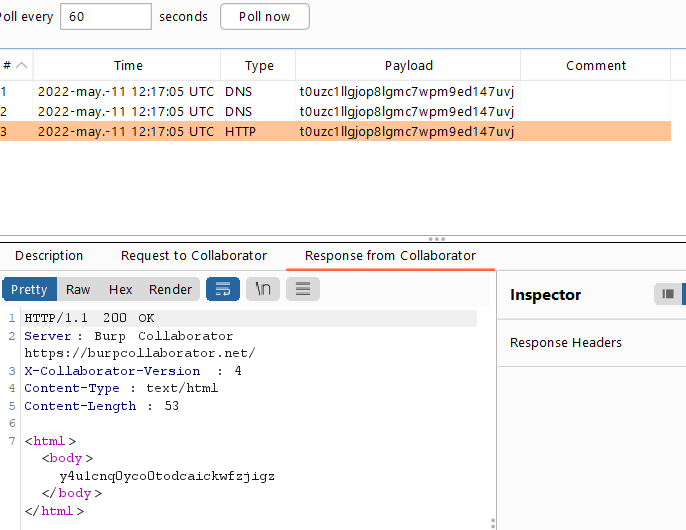 Poll every 60 seconds Poll now
# Time Type Payload Comment
1 2022-may.-11 12:17:05 UTC DNS t0uzc1llgjop8lgmc7wpm9ed147uvj
2 2022-may.-11 12:17:05 UTC DNS t0uzc1llgjop8lgmc7wpm9ed147uvj
3 2022-may.-11 12:17:05 UTC HTTP t0uzc1llgjop8lgmc7wpm9ed147uvj
Description Request to Collaborator Response from Collaborator
Pretty Raw Hex Render \n
Inspector
Response Headers
1 HTTP/1.1 200 OK
2 Server : Burp Collaborator
https://burpcollaborator.net/
3 X-Collaborator-Version : 4
4 Content-Type : text/html
5 Content-Length : 53
6
7 <html>
<body>
y4u1cnq0yco0todcaickwfzjigz
</body>
</html>